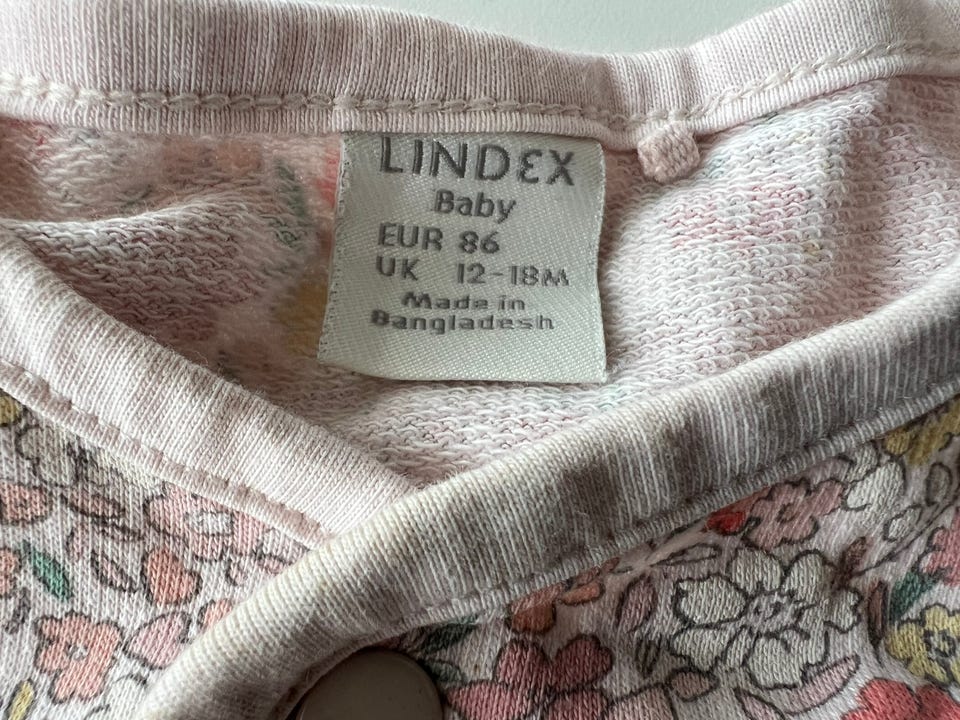 LINDEX
Baby
EUR 86
UK 12-18M
Made in
Bangladesh